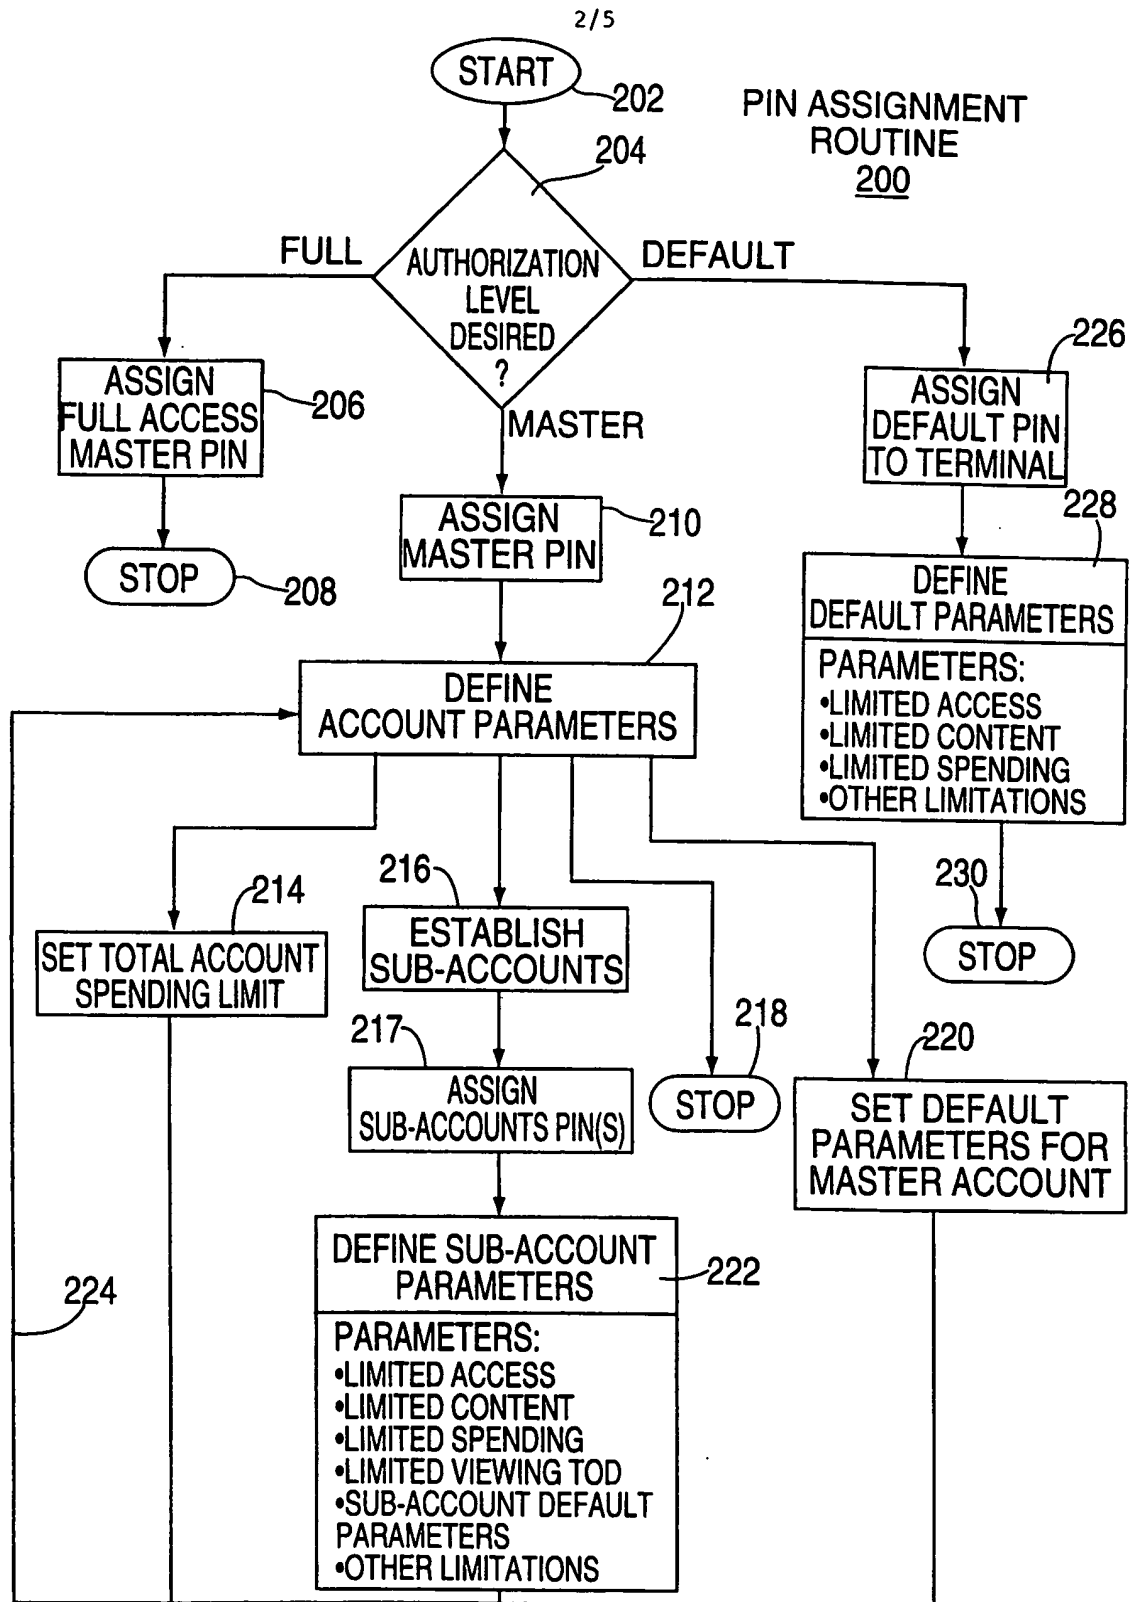 2/5
START
202
PIN ASSIGNMENT
ROUTINE
200
204
FULL
AUTHORIZATION
LEVEL
DESIRED
?
DEFAULT
MASTER
ASSIGN
FULL ACCESS
MASTER PIN
206
STOP
208
ASSIGN
MASTER PIN
210
226
ASSIGN
DEFAULT PIN
TO TERMINAL
228
DEFINE
DEFAULT PARAMETERS
PARAMETERS:
•LIMITED ACCESS
•LIMITED CONTENT
•LIMITED SPENDING
•OTHER LIMITATIONS
230
STOP
212
DEFINE
ACCOUNT PARAMETERS
214
SET TOTAL ACCOUNT
SPENDING LIMIT
216
ESTABLISH
SUB-ACCOUNTS
217
ASSIGN
SUB-ACCOUNTS PIN(S)
218
STOP
220
SET DEFAULT
PARAMETERS FOR
MASTER ACCOUNT
DEFINE SUB-ACCOUNT
PARAMETERS
222
PARAMETERS:
•LIMITED ACCESS
•LIMITED CONTENT
•LIMITED SPENDING
•LIMITED VIEWING TOD
•SUB-ACCOUNT DEFAULT
PARAMETERS
•OTHER LIMITATIONS
224